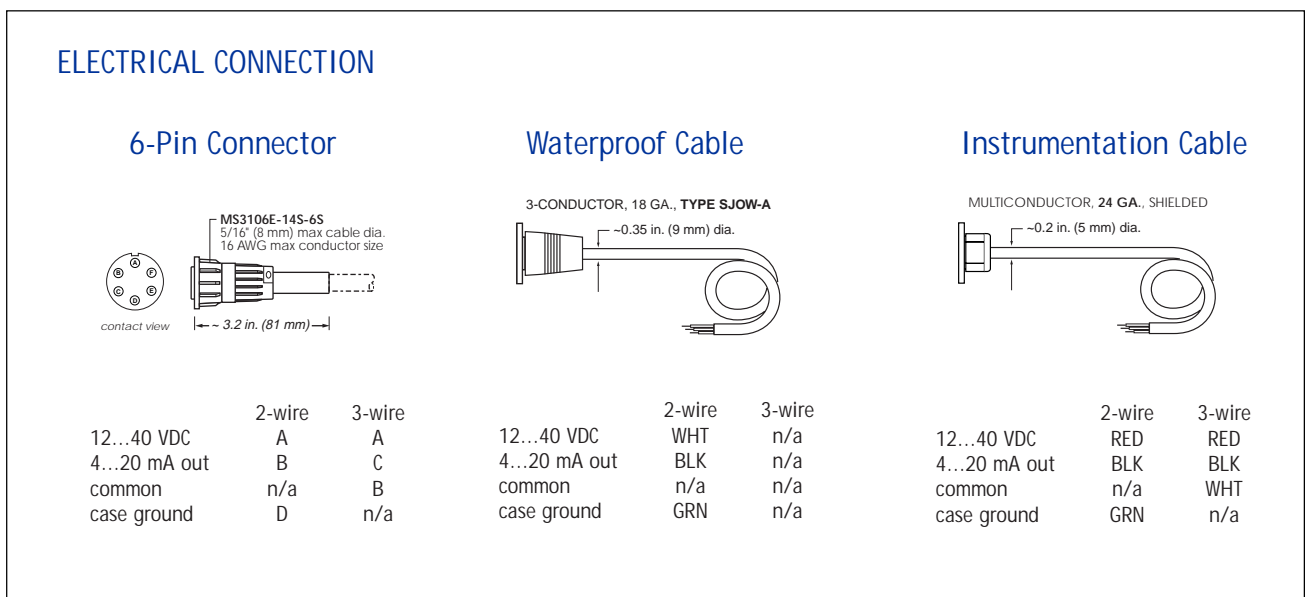 ELECTRICAL CONNECTION
6-Pin Connector
MS3106E-14S-6S
5/16" (8 mm) max cable dia.
16 AWG max conductor size
A
B
F
C
E
D
contact view
~ 3.2 in. (81 mm)
2-wire 3-wire
12…40 VDC A A
4…20 mA out B C
common n/a B
case ground D n/a
Waterproof Cable
3-CONDUCTOR, 18 GA., TYPE SJOW-A
~0.35 in. (9 mm) dia.
2-wire 3-wire
12…40 VDC WHT n/a
4…20 mA out BLK n/a
common n/a n/a
case ground GRN n/a
Instrumentation Cable
MULTICONDUCTOR, 24 GA., SHIELDED
~0.2 in. (5 mm) dia.
2-wire 3-wire
12…40 VDC RED RED
4…20 mA out BLK BLK
common n/a WHT
case ground GRN n/a